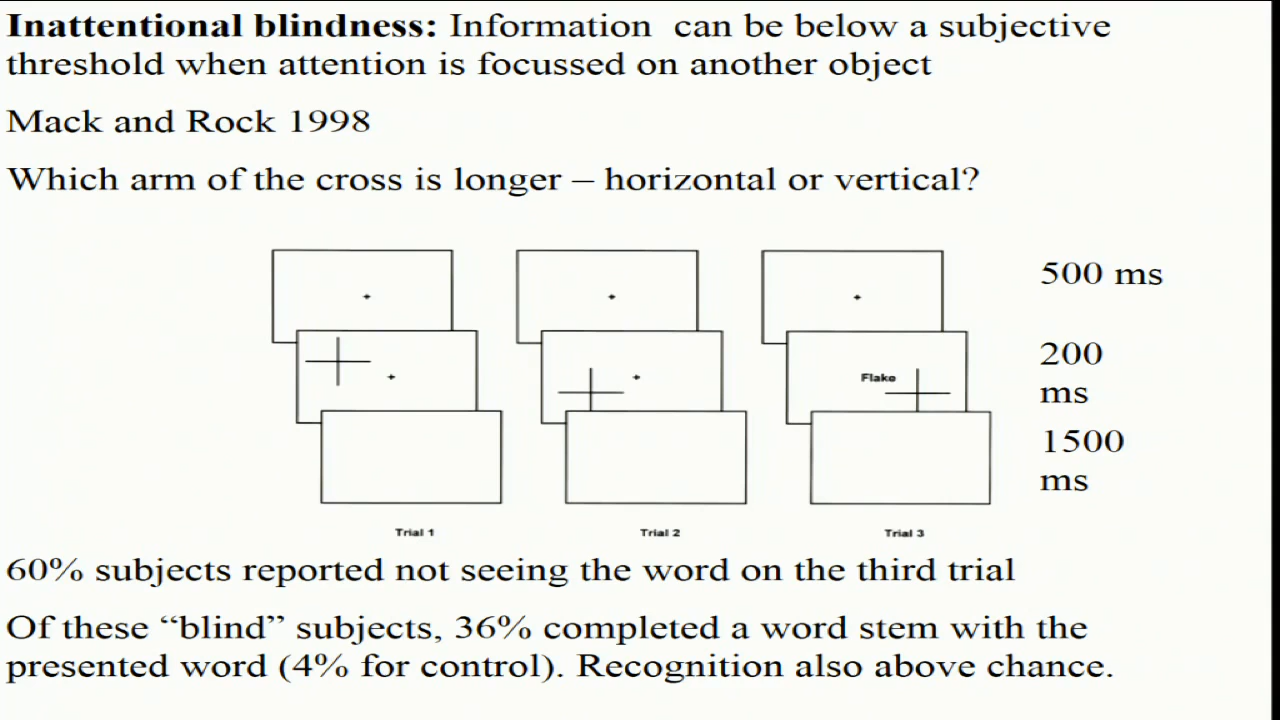 Inattentional blindness: Information can be below a subjective
threshold when attention is focussed on another object
Mack and Rock 1998
Which arm of the cross is longer – horizontal or vertical?
500 ms
200
ms
Flake
1500
ms
Trial 1
Trial 2
Trial 3
60% subjects reported not seeing the word on the third trial
Of these “blind” subjects, 36% completed a word stem with the
presented word (4% for control). Recognition also above chance.